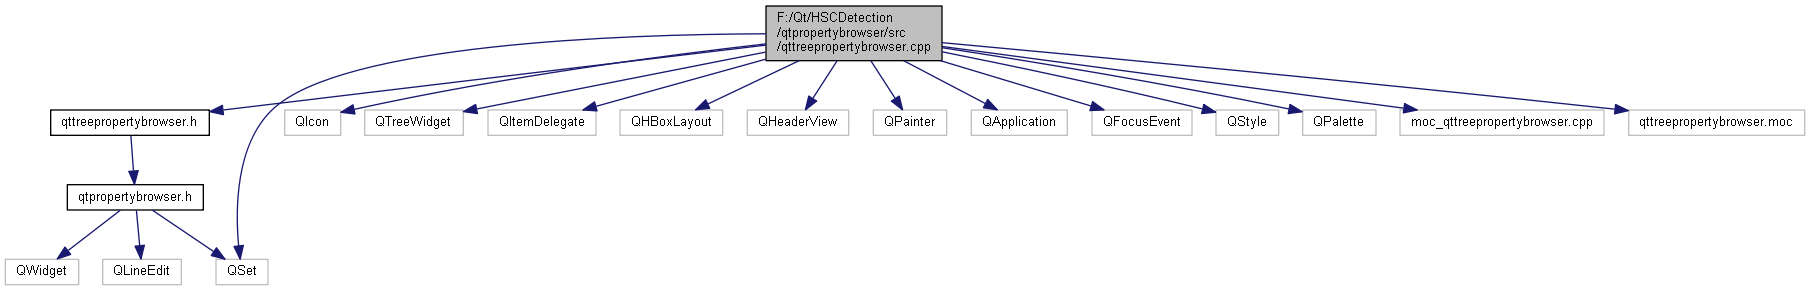 F:/Qt/HSCDetection
/qtpropertybrowser/src
/qttreepropertybrowser.cpp
qttreepropertybrowser.h
QIcon
QTreeWidget
QItemDelegate
QHBoxLayout
QHeaderView
QPainter
QApplication
QFocusEvent
QStyle
QPalette
moc_qttreepropertybrowser.cpp
qttreepropertybrowser.moc
qtpropertybrowser.h
QWidget
QLineEdit
QSet